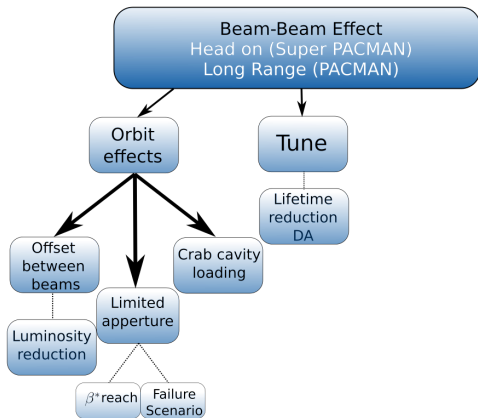 Beam-Beam Effect
Head on (Super PACMAN)
Long Range (PACMAN)
Orbit
effects
Tune
Lifetime
reduction
DA
Offset
between
beams
Crab cavity
loading
Limited
apperture
Luminosity
reduction
β* reach
Failure
Scenario